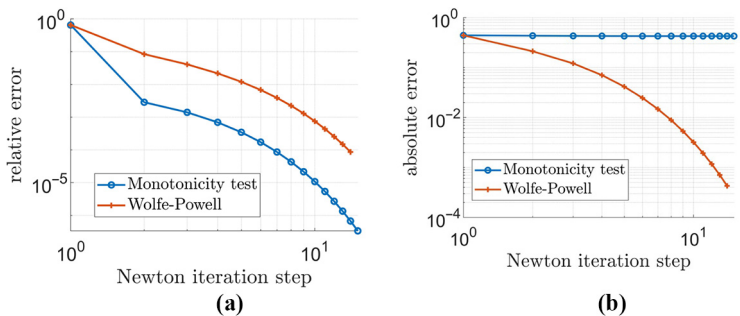 10^0
10^-5
relative error
Monotonicity test
Wolfe-Powell
10^0
10^1
Newton iteration step
(a)
10^0
10^-2
10^-4
absolute error
Monotonicity test
Wolfe-Powell
10^0
10^1
Newton iteration step
(b)